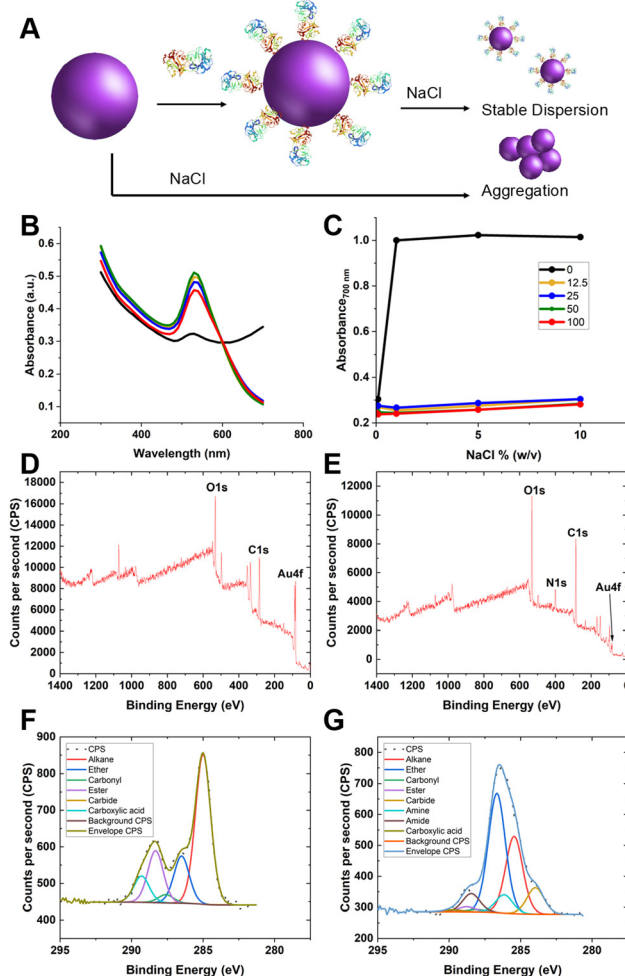 A
NaCl
Stable Dispersion
NaCl
Aggregation
B
Absorbance (a.u.)
0.6
0.5
0.4
0.3
0.2
0.1
200
400
600
800
Wavelength (nm)
C
Absorbance700 nm
1.0
0.8
0.6
0.4
0.2
0
12.5
25
50
100
0
5
10
NaCl % (w/v)
D
Counts per second (CPS)
18000
16000
14000
12000
10000
8000
6000
4000
2000
0
O1s
C1s
Au4f
1400 1200 1000 800 600 400 200 0
Binding Energy (eV)
E
Counts per second (CPS)
12000
10000
8000
6000
4000
2000
0
O1s
C1s
N1s
Au4f
1400 1200 1000 800 600 400 200 0
Binding Energy (eV)
F
Counts per second (CPS)
900
800
700
600
500
400
CPS
Alkane
Ether
Carbonyl
Ester
Carbide
Carboxylic acid
Background CPS
Envelope CPS
295
290
285
280
Binding Energy (eV)
G
Counts per second (CPS)
800
700
600
500
400
300
200
CPS
Alkane
Ether
Carbonyl
Ester
Carbide
Amine
Amide
Carboxylic acid
Background CPS
Envelope CPS
295
290
285
280
Binding Energy (eV)